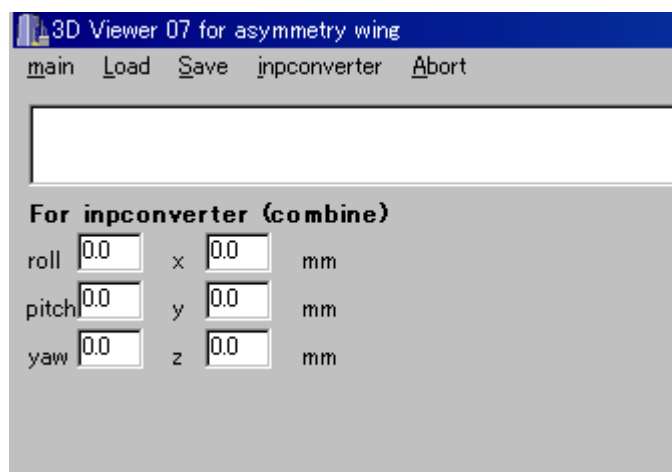 3D Viewer 07 for asymmetry wing
main Load Save inpconverter Abort
For inpconverter (combine)
roll 0.0 x 0.0 mm
pitch 0.0 y 0.0 mm
yaw 0.0 z 0.0 mm